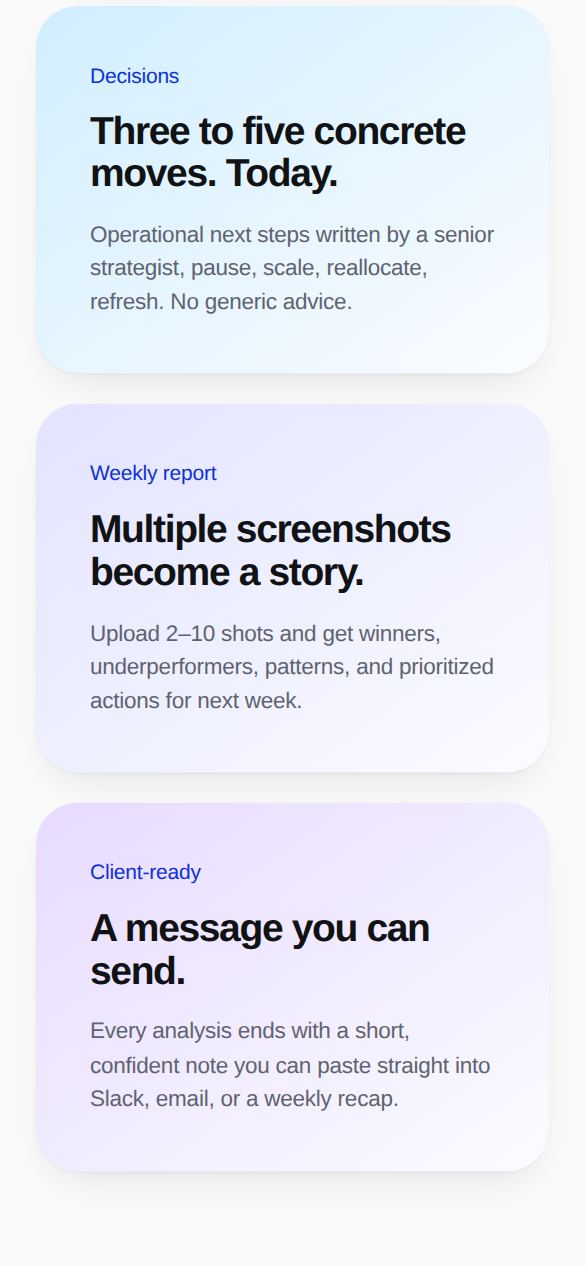 Decisions
Three to five concrete
moves. Today.
Operational next steps written by a senior
strategist, pause, scale, reallocate,
refresh. No generic advice.
Weekly report
Multiple screenshots
become a story.
Upload 2–10 shots and get winners,
underperformers, patterns, and prioritized
actions for next week.
Client-ready
A message you can
send.
Every analysis ends with a short,
confident note you can paste straight into
Slack, email, or a weekly recap.